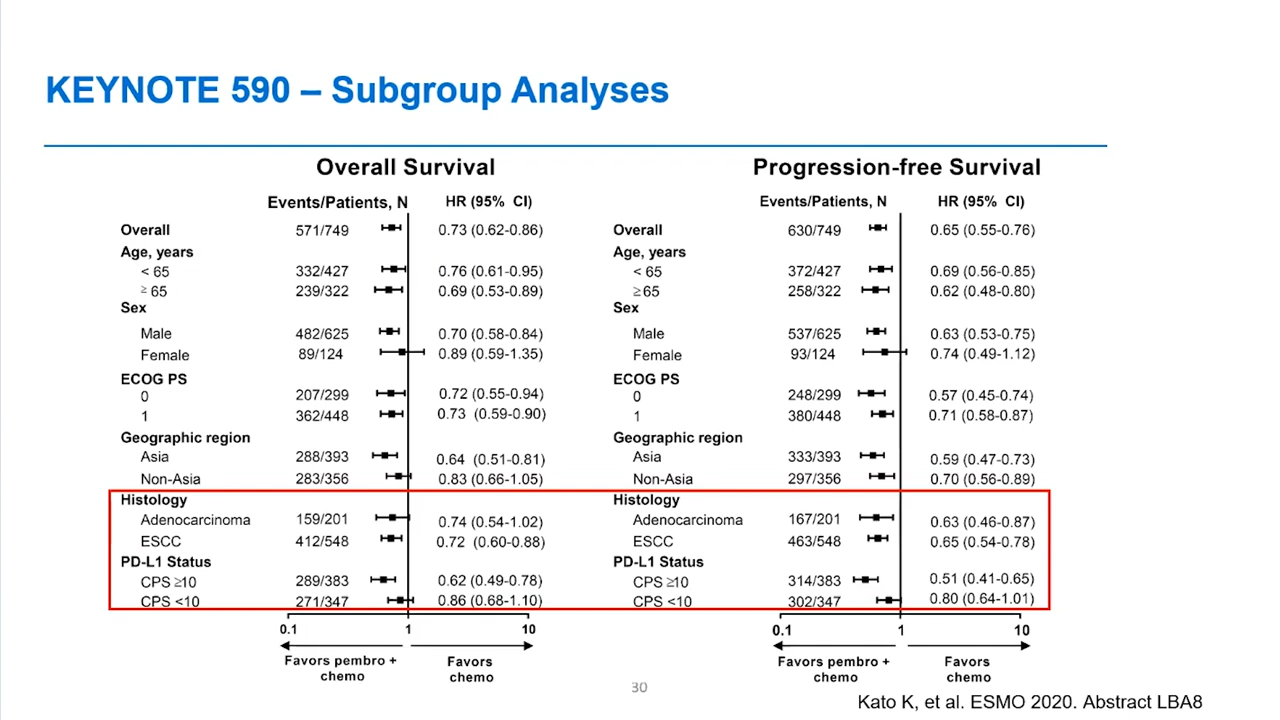 KEYNOTE 590 – Subgroup Analyses
Overall Survival
Events/Patients, N HR (95% CI)
Overall 571/749 0.73 (0.62-0.86)
Age, years
< 65 332/427 0.76 (0.61-0.95)
≥ 65 239/322 0.69 (0.53-0.89)
Sex
Male 482/625 0.70 (0.58-0.84)
Female 89/124 0.89 (0.59-1.35)
ECOG PS
0 207/299 0.72 (0.55-0.94)
1 362/448 0.73 (0.59-0.90)
Geographic region
Asia 288/393 0.64 (0.51-0.81)
Non-Asia 283/356 0.83 (0.66-1.05)
Histology
Adenocarcinoma 159/201 0.74 (0.54-1.02)
ESCC 412/548 0.72 (0.60-0.88)
PD-L1 Status
CPS ≥10 289/383 0.62 (0.49-0.78)
CPS <10 271/347 0.86 (0.68-1.10)
0.1 1 10
Favors pembro + chemo
Favors chemo
Progression-free Survival
Events/Patients, N HR (95% CI)
Overall 630/749 0.65 (0.55-0.76)
Age, years
< 65 372/427 0.69 (0.56-0.85)
≥65 258/322 0.62 (0.48-0.80)
Sex
Male 537/625 0.63 (0.53-0.75)
Female 93/124 0.74 (0.49-1.12)
ECOG PS
0 248/299 0.57 (0.45-0.74)
1 380/448 0.71 (0.58-0.87)
Geographic region
Asia 333/393 0.59 (0.47-0.73)
Non-Asia 297/356 0.70 (0.56-0.89)
Histology
Adenocarcinoma 167/201 0.63 (0.46-0.87)
ESCC 463/548 0.65 (0.54-0.78)
PD-L1 Status
CPS ≥10 314/383 0.51 (0.41-0.65)
CPS <10 302/347 0.80 (0.64-1.01)
0.1 1 10
Favors pembro +
chemo
Favors
chemo
30
Kato K, et al. ESMO 2020. Abstract LBA8